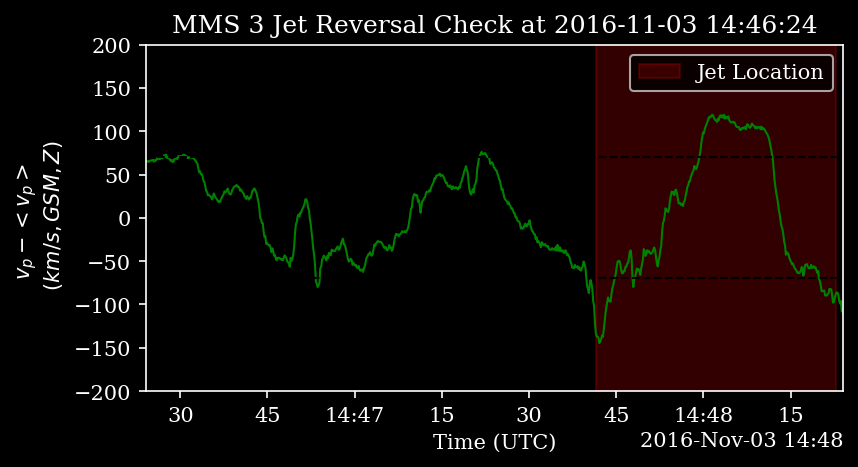 MMS 3 Jet Reversal Check at 2016-11-03 14:46:24
Jet Location
200
150
100
50
0
−50
−100
−150
−200
v_p − <v_p>
(km/s, GSM, Z)
30 45 14:47 15 30 45 14:48 15
Time (UTC)
2016-Nov-03 14:48